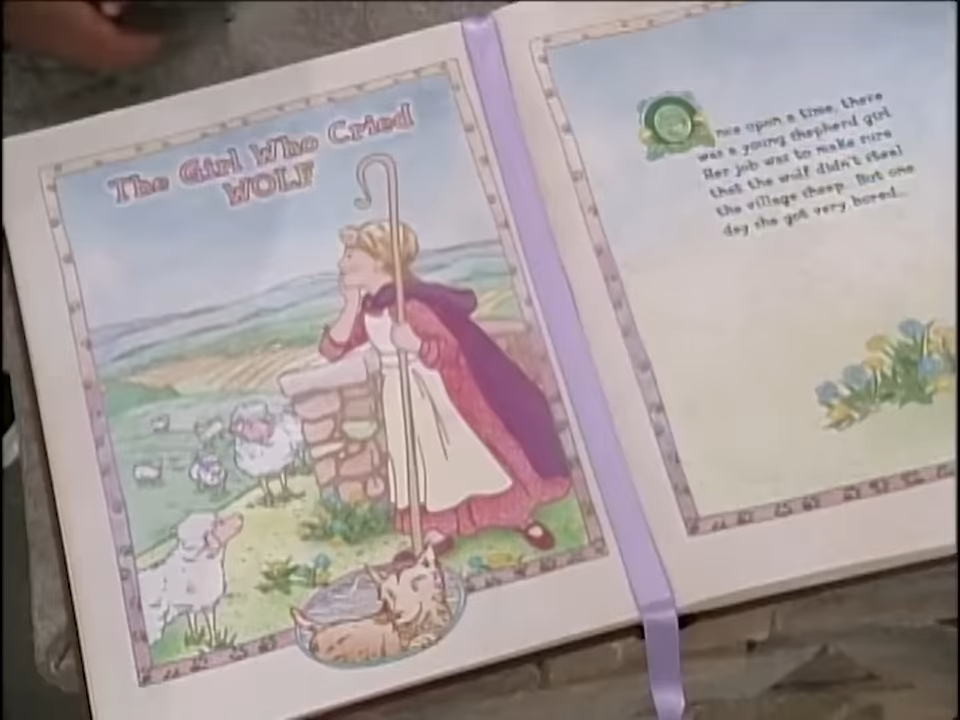 The Girl Who Cried
WOLF
Once upon a time, there
was a young shepherd girl
Her job was to make sure
that the wolf didn't steal
the village sheep. But one
day she got very bored...